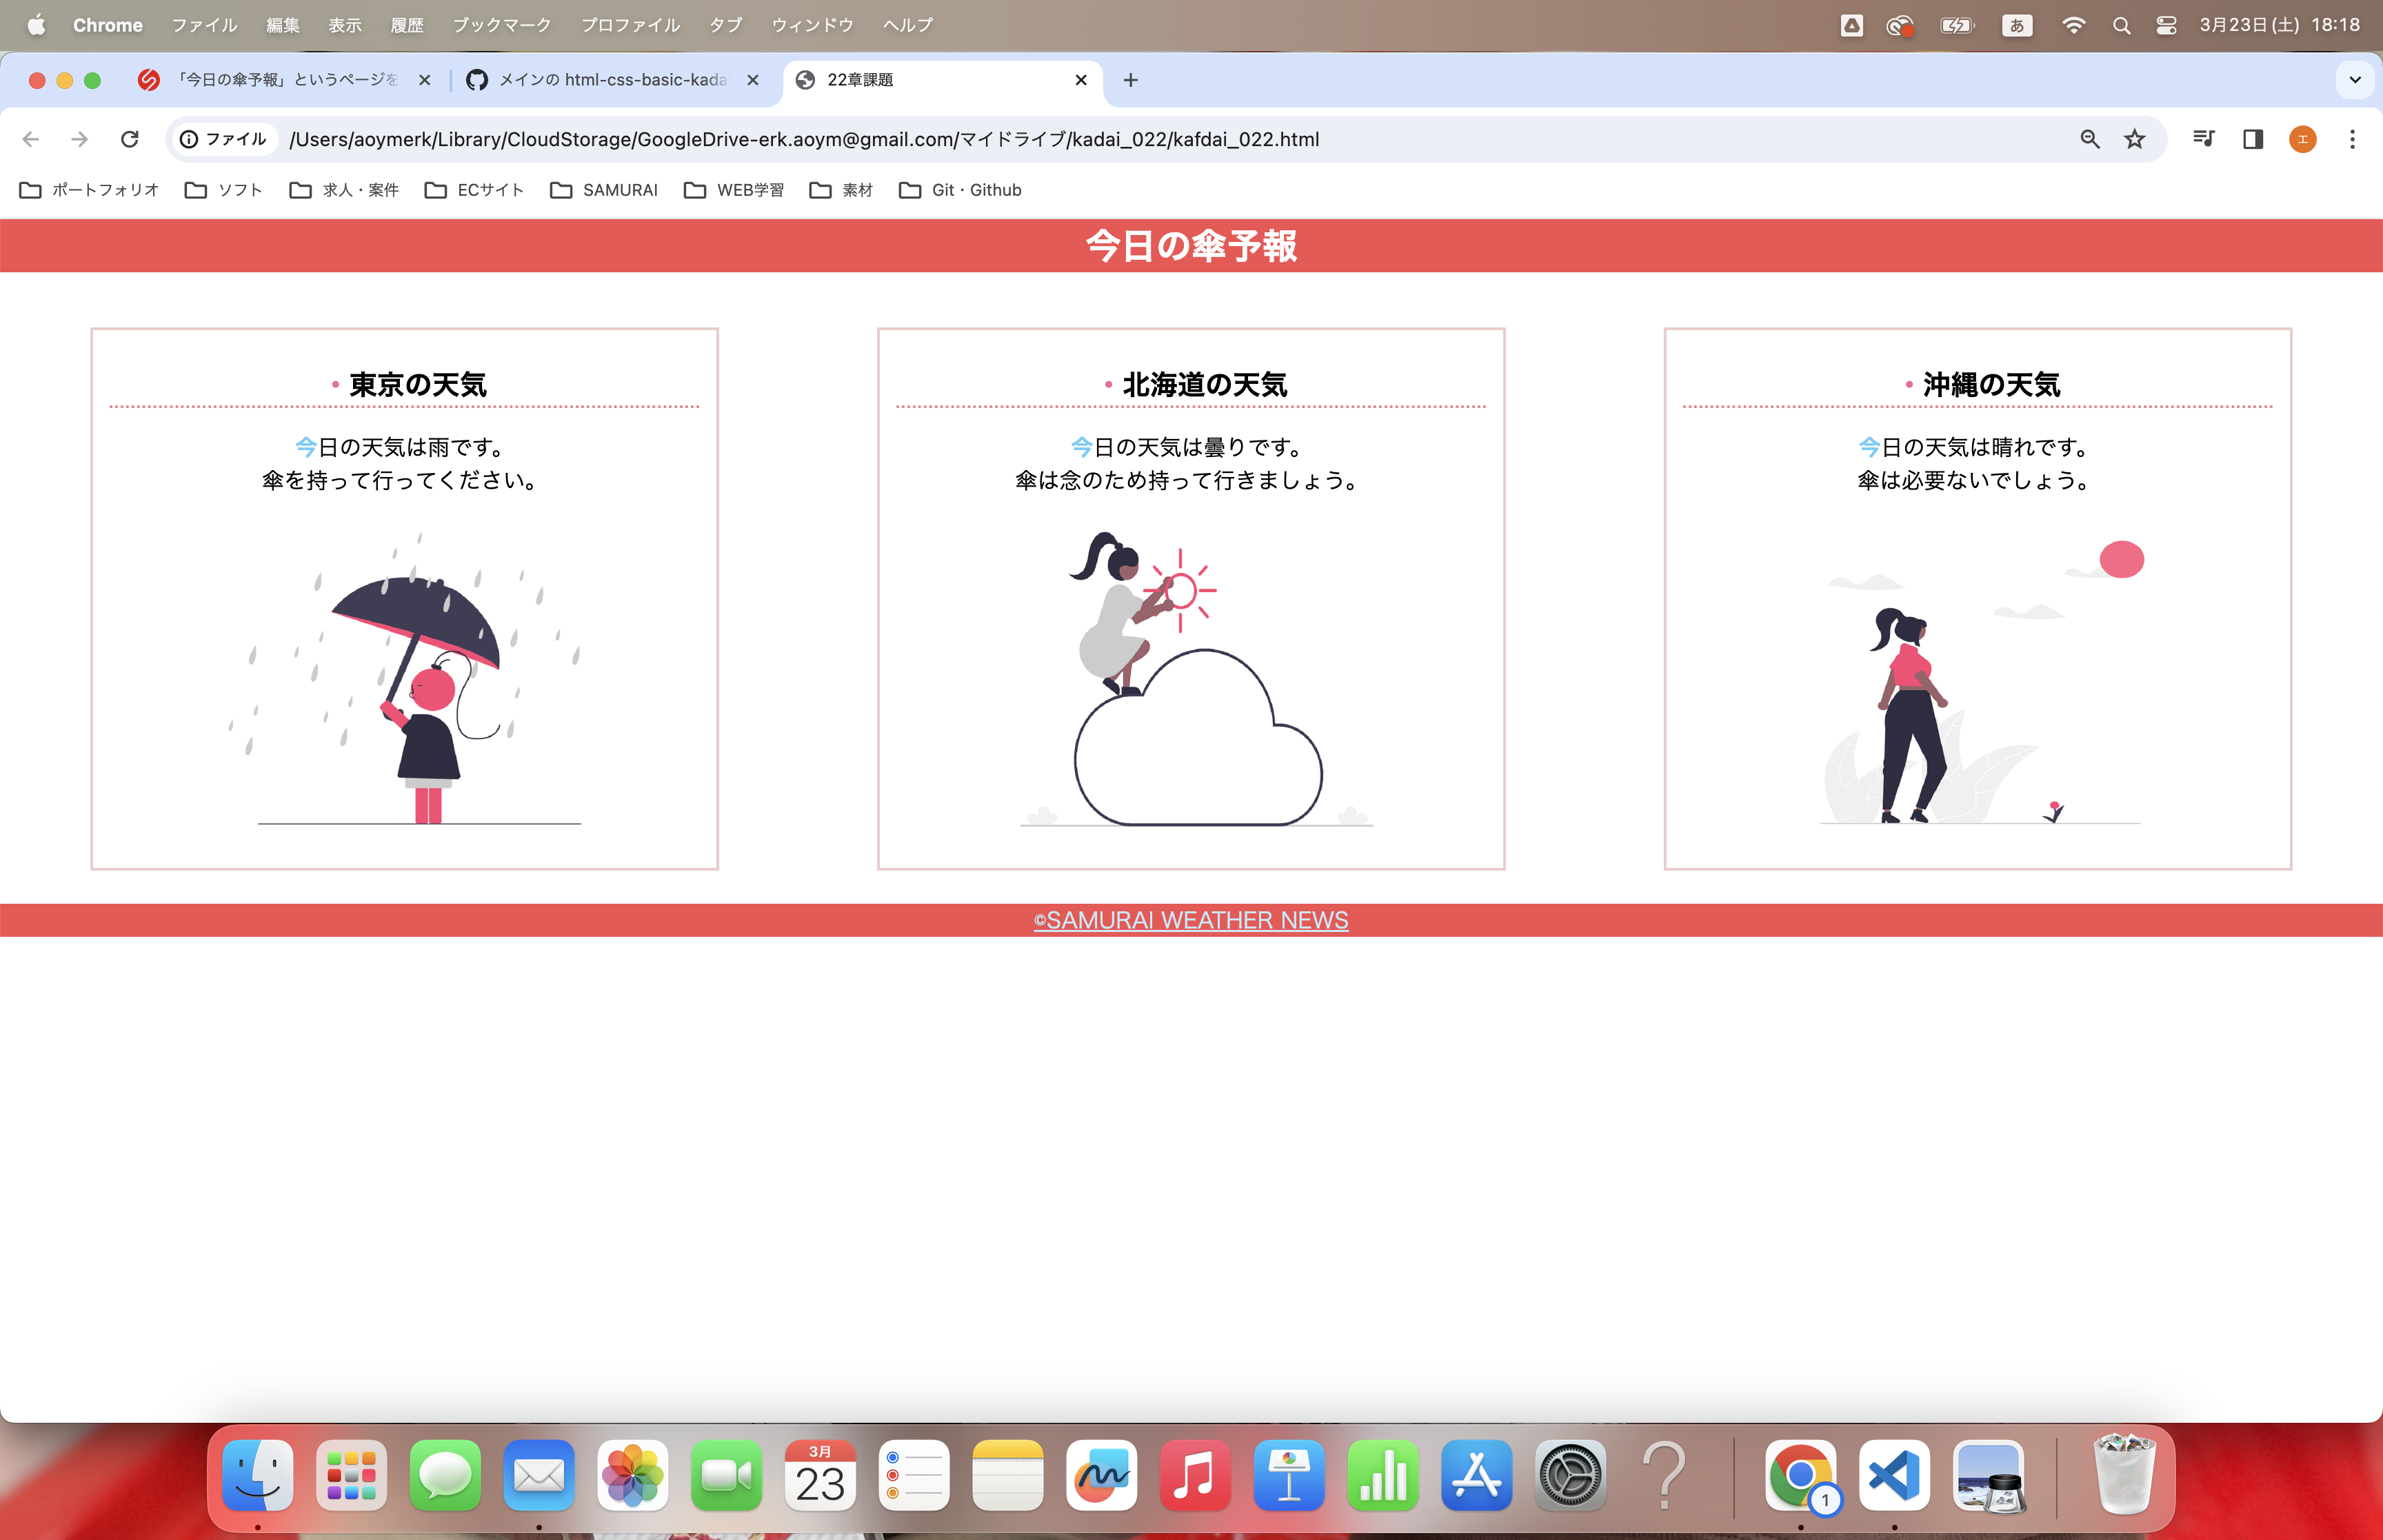 Chrome ファイル 編集 表示 履歴 ブックマーク プロファイル タブ ウィンドウ ヘルプ あ 3月23日(土) 18:18
「今日の傘予報」というページを メインの html-css-basic-kada 22章課題
ファイル /Users/aoymerk/Library/CloudStorage/GoogleDrive-erk.aoym@gmail.com/マイドライブ/kadai_022/kafdai_022.html エ
ポートフォリオ ソフト 求人・案件 ECサイト SAMURAI WEB学習 素材 Git・Github
今日の傘予報
・東京の天気
今日の天気は雨です。
傘を持って行ってください。
・北海道の天気
今日の天気は曇りです。
傘は念のため持って行きましょう。
・沖縄の天気
今日の天気は晴れです。
傘は必要ないでしょう。
©SAMURAI WEATHER NEWS
3月
23
1